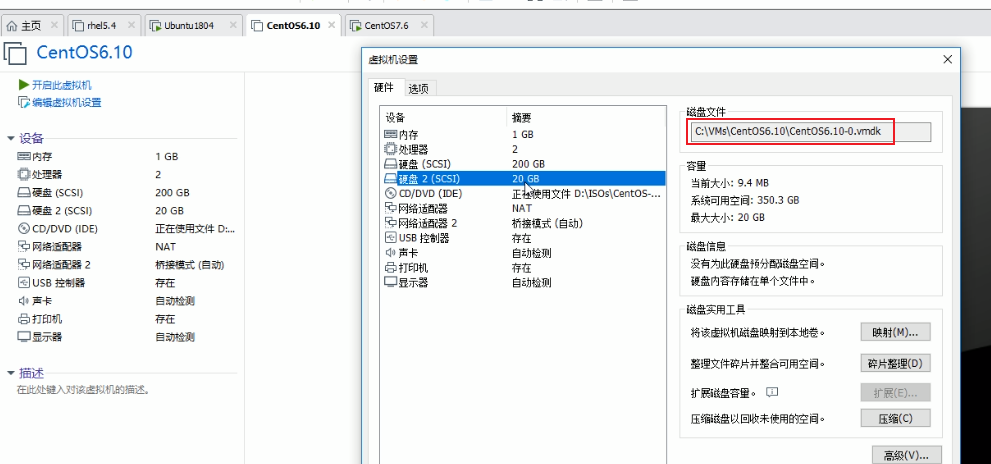 主页 rhel5.4 Ubuntu1804 CentOS6.10 CentOS7.6
CentOS6.10
开启此虚拟机
编辑虚拟机设置
设备
内存 1 GB
处理器 2
硬盘 (SCSI) 200 GB
硬盘 2 (SCSI) 20 GB
CD/DVD (IDE) 正在使用文件 D:...
网络适配器 NAT
网络适配器 2 桥接模式 (自动)
USB 控制器 存在
声卡 自动检测
打印机 存在
显示器 自动检测
描述
在此处键入对该虚拟机的描述。
虚拟机设置
硬件 选项
设备 摘要
内存 1 GB
处理器 2
硬盘 (SCSI) 200 GB
硬盘 2 (SCSI) 20 GB
CD/DVD (IDE) 正在使用文件 D:\ISOs\CentOS-...
网络适配器 NAT
网络适配器 2 桥接模式 (自动)
USB 控制器 存在
声卡 自动检测
打印机 存在
显示器 自动检测
磁盘文件
C:\VMs\CentOS6.10\CentOS6.10-0.vmdk
容量
当前大小: 9.4 MB
系统可用空间: 350.3 GB
最大大小: 20 GB
磁盘信息
没有为此硬盘预分配磁盘空间。
硬盘内容存储在单个文件中。
磁盘实用工具
将该虚拟机磁盘映射到本地卷。 映射(M)...
整理文件碎片并整合可用空间。 碎片整理(D)
扩展磁盘容量。 扩展(E)...
压缩磁盘以回收未使用的空间。 压缩(C)
高级(V)...